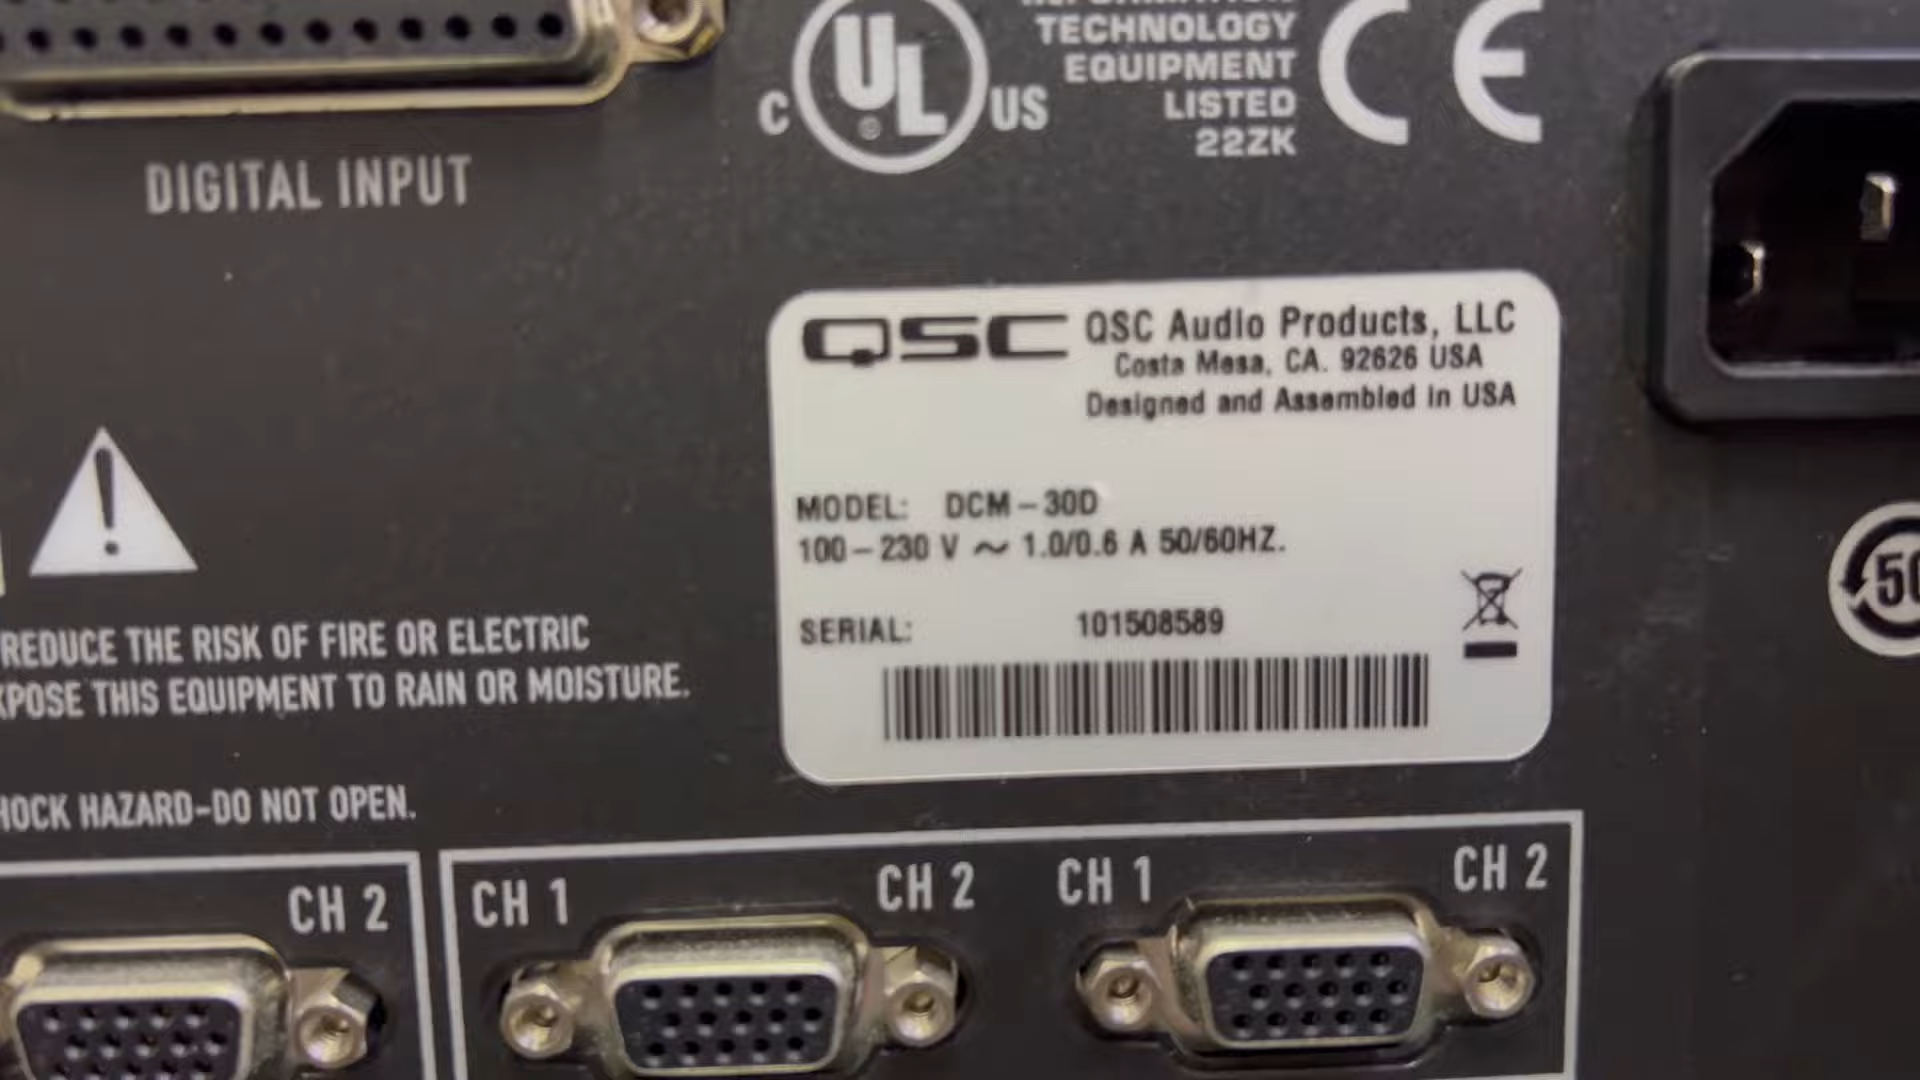 TECHNOLOGY
EQUIPMENT
LISTED
22ZK
C UL US
CE
DIGITAL INPUT
QSC QSC Audio Products, LLC
Costa Mesa, CA. 92626 USA
Designed and Assembled in USA
MODEL: DCM-30D
100-230 V ~ 1.0/0.6 A 50/60HZ.
SERIAL: 101508589
50
REDUCE THE RISK OF FIRE OR ELECTRIC
THIS EQUIPMENT TO RAIN OR MOISTURE.
HAZARD-DO NOT OPEN.
CH 2
CH 1 CH 2
CH 1 CH 2